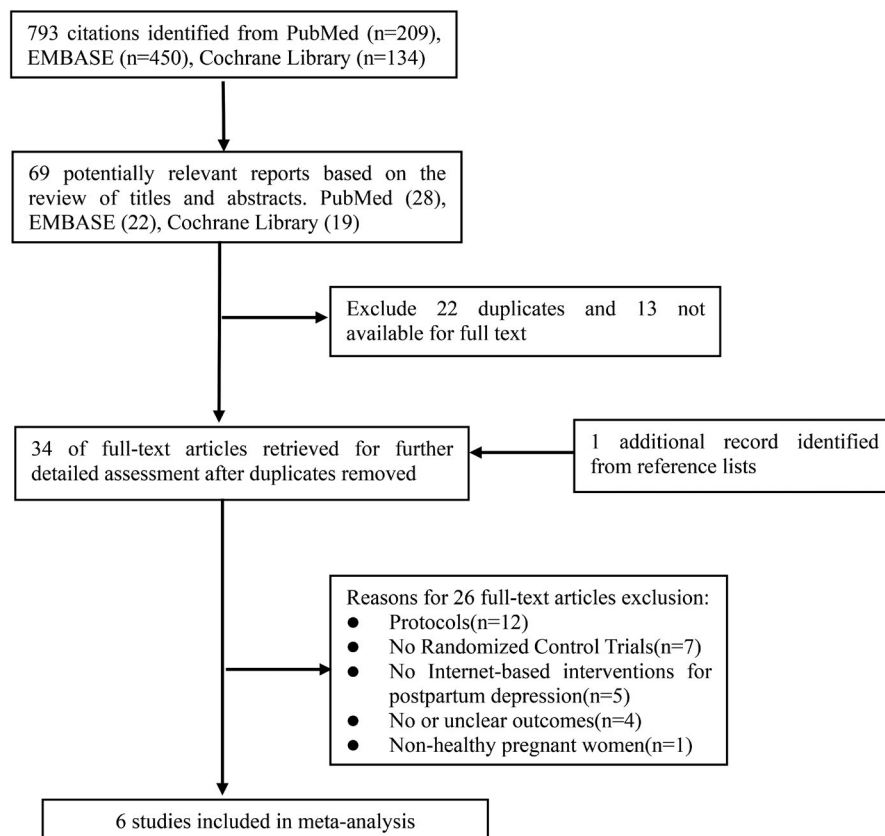 793 citations identified from PubMed (n=209),
EMBASE (n=450), Cochrane Library (n=134)
69 potentially relevant reports based on the
review of titles and abstracts. PubMed (28),
EMBASE (22), Cochrane Library (19)
Exclude 22 duplicates and 13 not
available for full text
34 of full-text articles retrieved for further
detailed assessment after duplicates removed
1 additional record identified
from reference lists
Reasons for 26 full-text articles exclusion:
● Protocols(n=12)
● No Randomized Control Trials(n=7)
● No Internet-based interventions for
postpartum depression(n=5)
● No or unclear outcomes(n=4)
● Non-healthy pregnant women(n=1)
6 studies included in meta-analysis